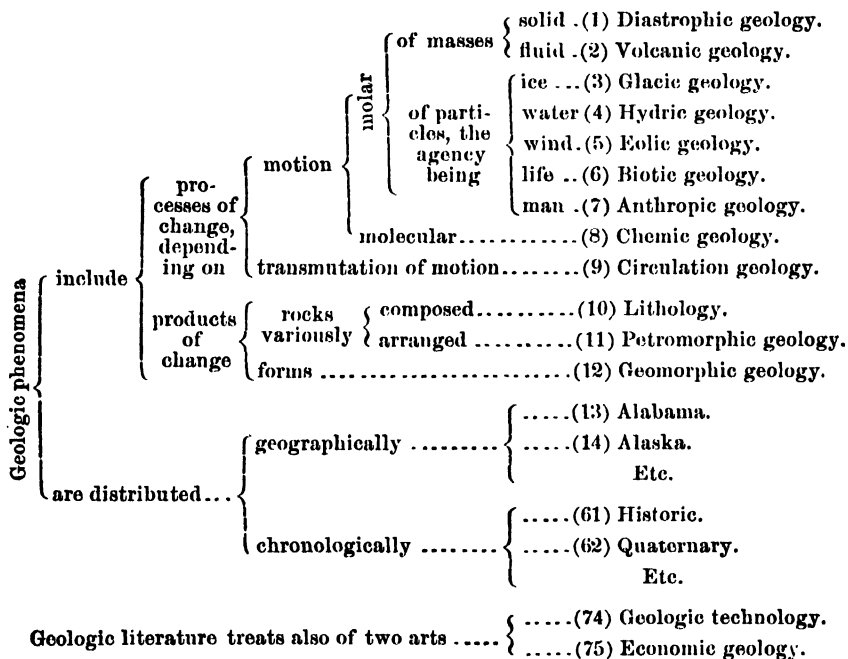 of masses
solid .(1) Diastrophic geology.
fluid .(2) Volcanic geology.
molar
of parti-
cles, the
agency
being
ice ...(3) Glacic geology.
water (4) Hydric geology.
wind.(5) Eolic geology.
life ..(6) Biotic geology.
man .(7) Anthropic geology.
motion
molecular...........(8) Chemic geology.
pro-
cesses of
change,
depend-
ing on
transmutation of motion........(9) Circulation geology.
include
products
of
change
rocks
variously
composed...........(10) Lithology.
arranged ..........(11) Petromorphic geology.
forms ......................(12) Geomorphic geology.
Geologic phenomena
are distributed...
geographically .........
.....(13) Alabama.
.....(14) Alaska.
Etc.
chronologically ........
.....(61) Historic.
.....(62) Quaternary.
Etc.
Geologic literature treats also of two arts .....
.....(74) Geologic technology.
.....(75) Economic geology.